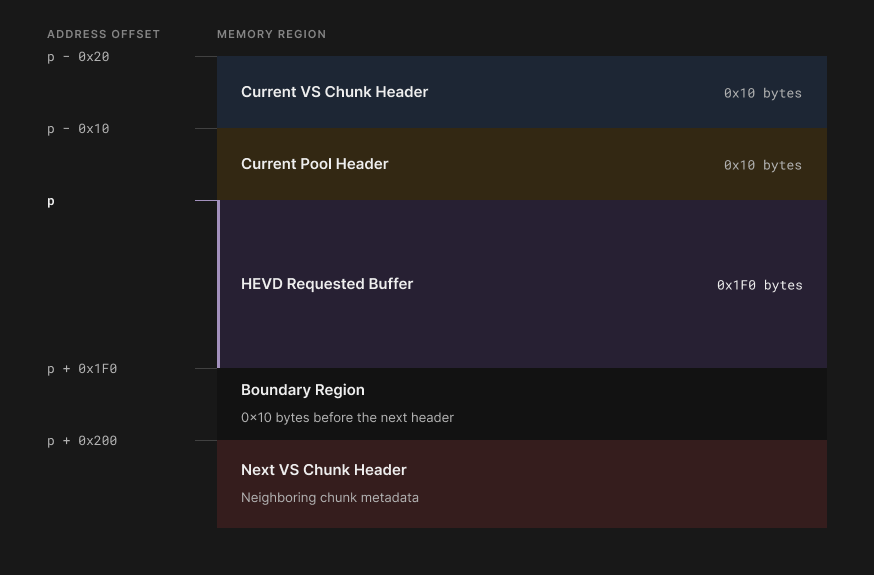 ADDRESS OFFSET MEMORY REGION
p - 0x20
Current VS Chunk Header 0x10 bytes
p - 0x10
Current Pool Header 0x10 bytes
p
HEVD Requested Buffer 0x1F0 bytes
p + 0x1F0
Boundary Region
0×10 bytes before the next header
p + 0x200
Next VS Chunk Header
Neighboring chunk metadata